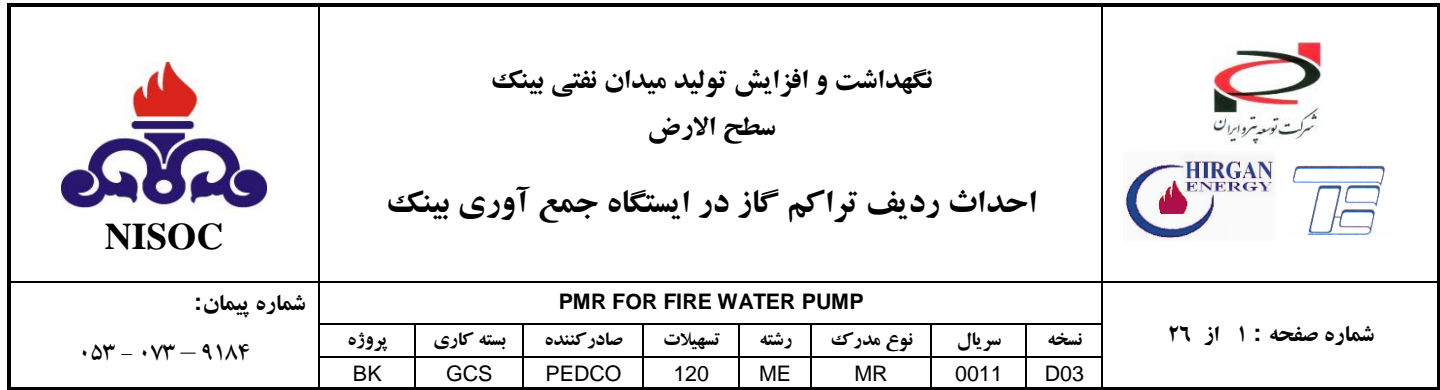 نگهداشت و افزایش تولید میدان نفتی بینک
سطح الارض
احداث ردیف تراکم گاز در ایستگاه جمع آوری بینک
شرکت توسعه پترو ایران
HIRGAN
ENERGY
NISOC
شماره پیمان:
۰۵۳ – ۰۷۳ – ۹۱۸۴
PMR FOR FIRE WATER PUMP
شماره صفحه : ۱ از ۲۶
پروژه بسته کاری صادرکننده تسهیلات رشته نوع مدرک سریال نسخه
BK GCS PEDCO 120 ME MR 0011 D03